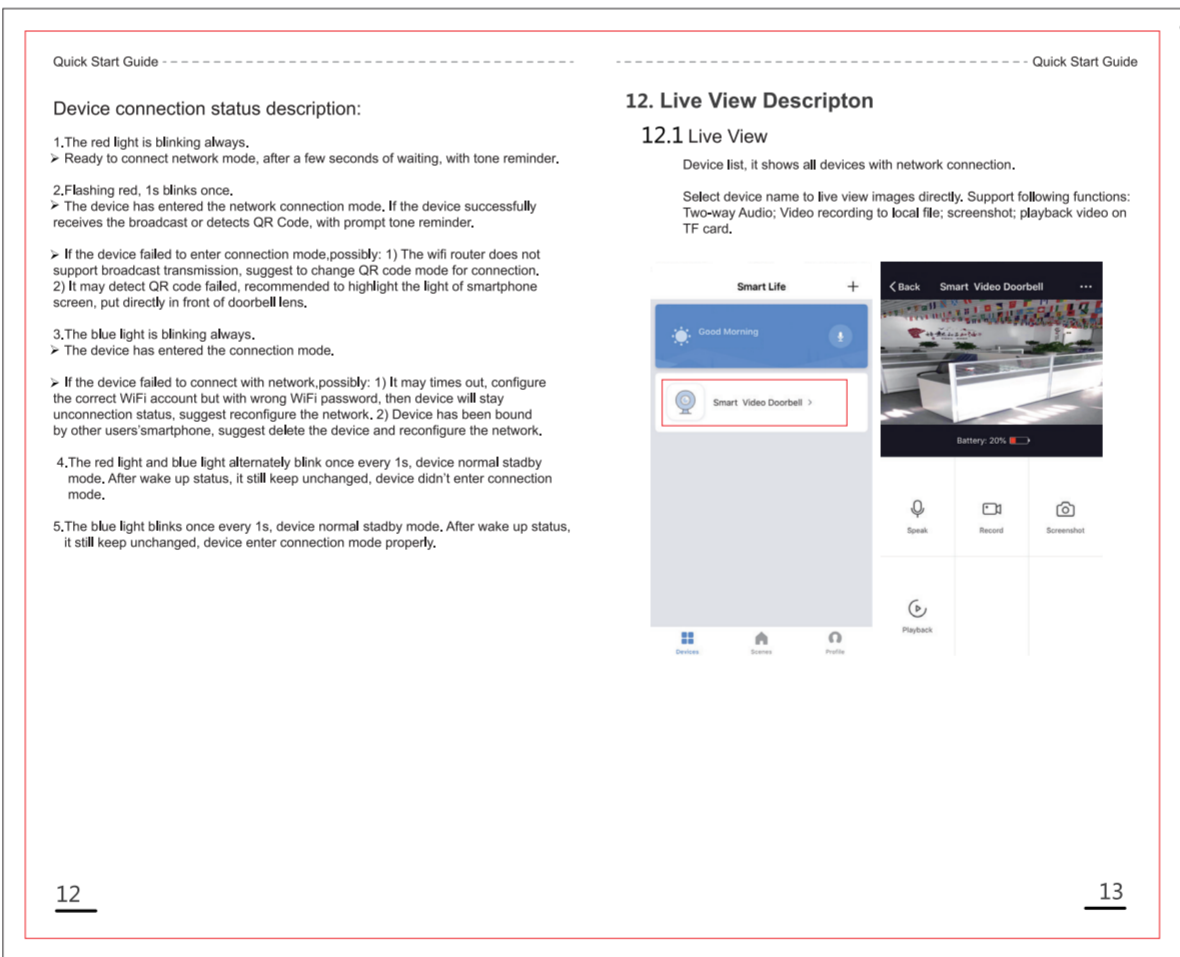 Quick Start Guide
Device connection status description:
1.The red light is blinking always.
➢ Ready to connect network mode, after a few seconds of waiting, with tone reminder.
2.Flashing red, 1s blinks once.
➢ The device has entered the network connection mode. If the device successfully
receives the broadcast or detects QR Code, with prompt tone reminder.
➢ If the device failed to enter connection mode,possibly: 1) The wifi router does not
support broadcast transmission, suggest to change QR code mode for connection.
2) It may detect QR code failed, recommended to highlight the light of smartphone
screen, put directly in front of doorbell lens.
3.The blue light is blinking always.
➢ The device has entered the connection mode.
➢ If the device failed to connect with network,possibly: 1) It may times out, configure
the correct WiFi account but with wrong WiFi password, then device will stay
unconnection status, suggest reconfigure the network. 2) Device has been bound
by other users'smartphone, suggest delete the device and reconfigure the network.
4.The red light and blue light alternately blink once every 1s, device normal stadby
mode. After wake up status, it still keep unchanged, device didn't enter connection
mode.
5.The blue light blinks once every 1s, device normal stadby mode. After wake up status,
it still keep unchanged, device enter connection mode properly.
12
Quick Start Guide
12. Live View Descripton
12.1 Live View
Device list, it shows all devices with network connection.
Select device name to live view images directly. Support following functions:
Two-way Audio; Video recording to local file; screenshot; playback video on
TF card.
Smart Life +
Good Morning
Smart Video Doorbell >
Devices Scenes Profile
< Back Smart Video Doorbell ...
Battery: 20%
Speak Record Screenshot
Playback
13